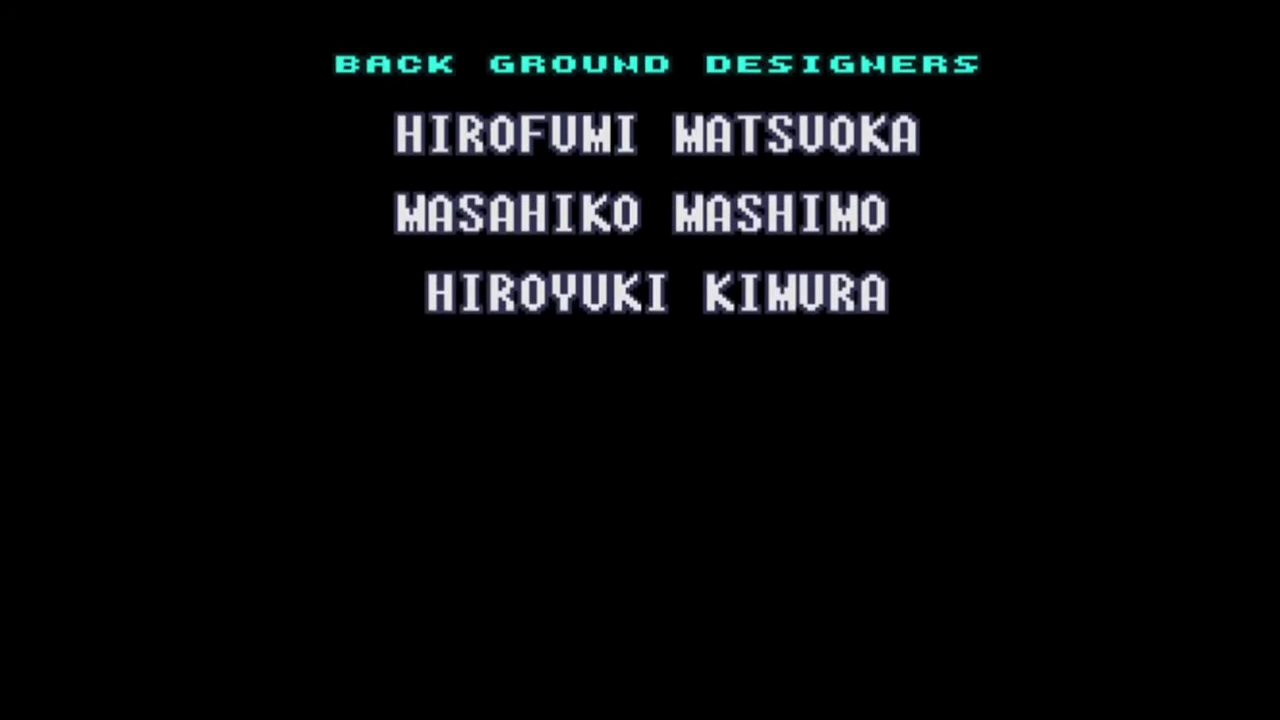 BACK GROUND DESIGNERS
HIROFUMI MATSUOKA
MASAHIKO MASHIMO
HIROYUKI KIMURA